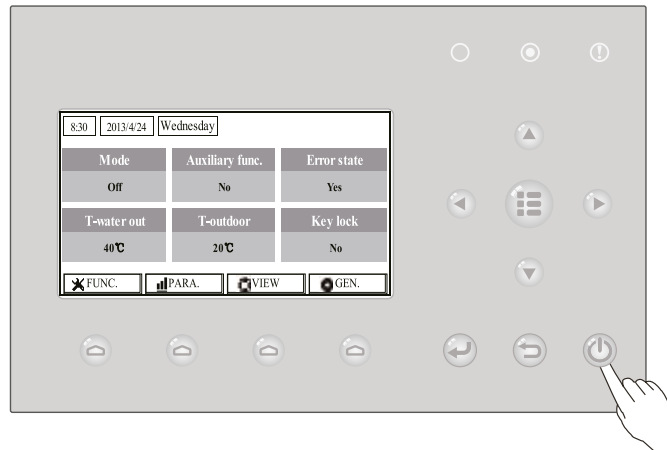 8:30 2013/4/24 Wednesday
Mode Auxiliary func. Error state
Off No Yes
T-water out T-outdoor Key lock
40℃ 20℃ No
FUNC. PARA. VIEW GEN.